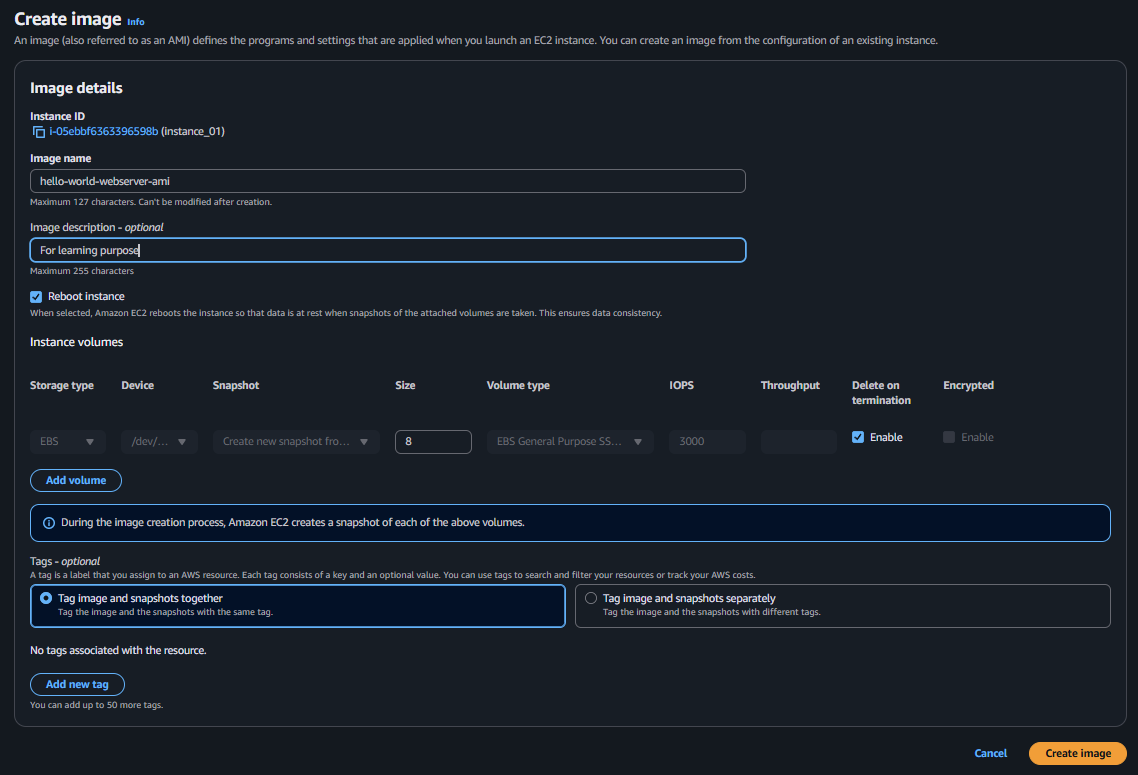 Create image Info
An image (also referred to as an AMI) defines the programs and settings that are applied when you launch an EC2 instance. You can create an image from the configuration of an existing instance.
Image details
Instance ID
i-05ebbf6363396598b (instance_01)
Image name
hello-world-webserver-ami
Maximum 127 characters. Can't be modified after creation.
Image description - optional
For learning purpose
Maximum 255 characters
Reboot instance
When selected, Amazon EC2 reboots the instance so that data is at rest when snapshots of the attached volumes are taken. This ensures data consistency.
Instance volumes
Storage type Device Snapshot Size Volume type IOPS Throughput Delete on termination Encrypted
EBS /dev/... Create new snapshot fro... 8 EBS General Purpose SS... 3000 Enable Enable
Add volume
During the image creation process, Amazon EC2 creates a snapshot of each of the above volumes.
Tags - optional
A tag is a label that you assign to an AWS resource. Each tag consists of a key and an optional value. You can use tags to search and filter your resources or track your AWS costs.
Tag image and snapshots together
Tag the image and the snapshots with the same tag.
Tag image and snapshots separately
Tag the image and the snapshots with different tags.
No tags associated with the resource.
Add new tag
You can add up to 50 more tags.
Cancel Create image